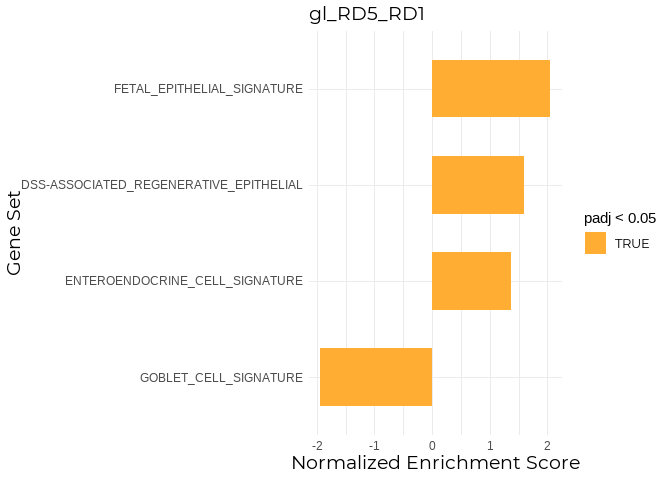 gl_RD5_RD1
FETAL_EPITHELIAL_SIGNATURE
DSS-ASSOCIATED_REGENERATIVE_EPITHELIAL
ENTEROENDOCRINE_CELL_SIGNATURE
GOBLET_CELL_SIGNATURE
Gene Set
-2 -1 0 1 2
Normalized Enrichment Score
padj < 0.05
TRUE